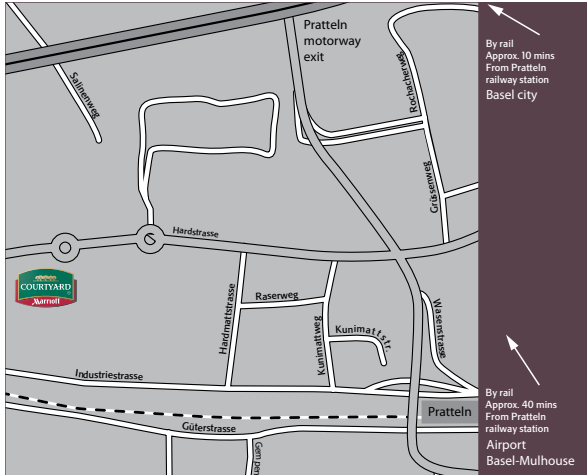 Pratteln
motorway
exit
By rail
Approx. 10 mins
From Pratteln
railway station
Basel city
Salinenweg
Rochacherweg
Grüssenweg
Hardstrasse
COURTYARD
Marriott
Hardmattstrasse
Raserweg
Kunimattweg
Kunimattstr.
Wasenstrasse
Industriestrasse
Pratteln
Güterstrasse
By rail
Approx. 40 mins
From Pratteln
railway station
Airport
Basel-Mulhouse